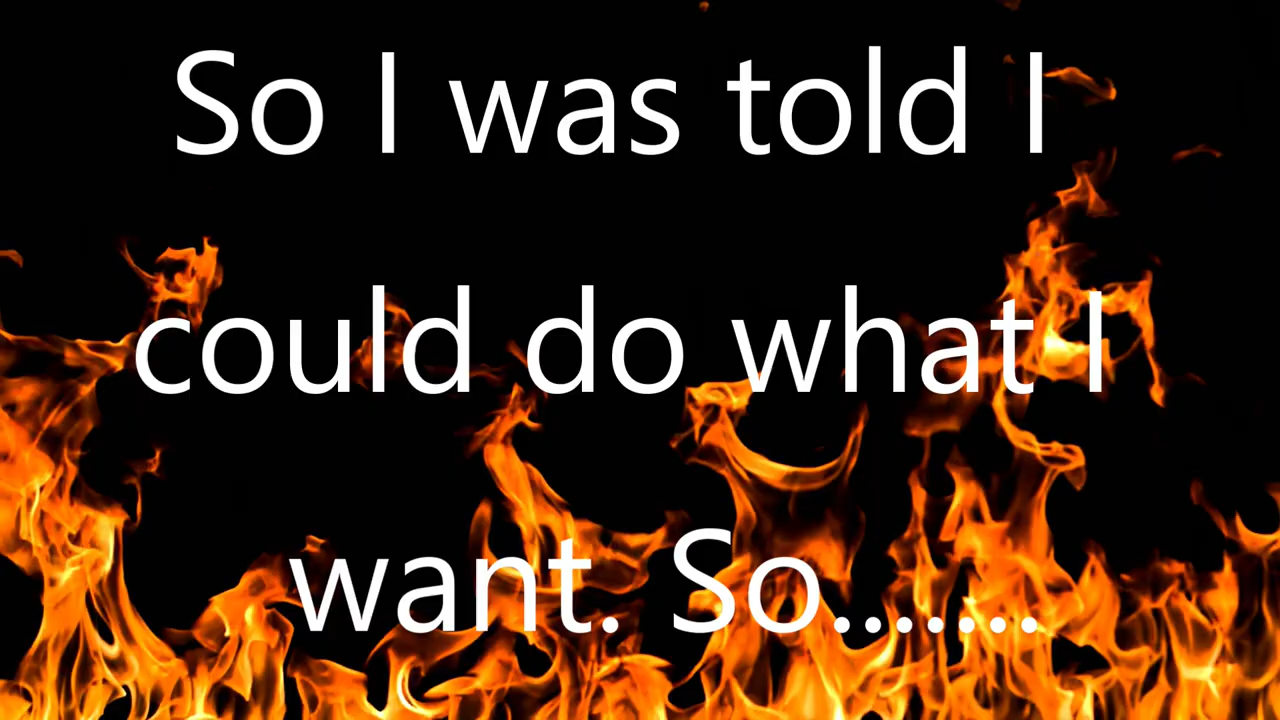 So I was told I
could do what I
want. So.......